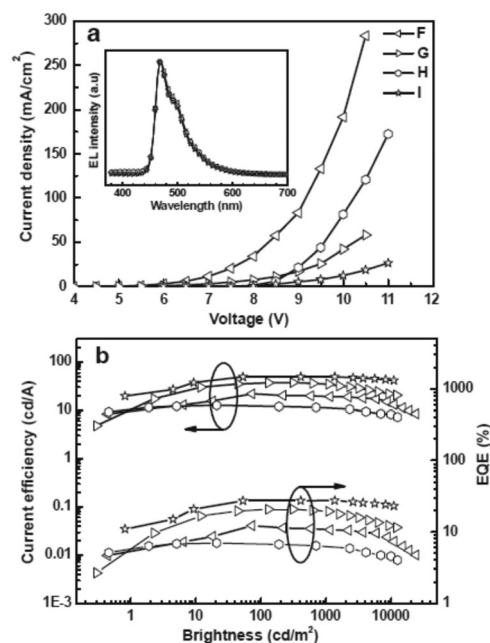 a
F
G
H
I
300
250
200
150
100
50
0
Current density (mA/cm²)
EL intensity (a.u)
400 500 600 700
Wavelength (nm)
4 5 6 7 8 9 10 11 12
Voltage (V)
b
100
10
1
0.1
0.01
1E-3
Current efficiency (cd/A)
1000
100
10
1
EQE (%)
1 10 100 1000 10000
Brightness (cd/m²)